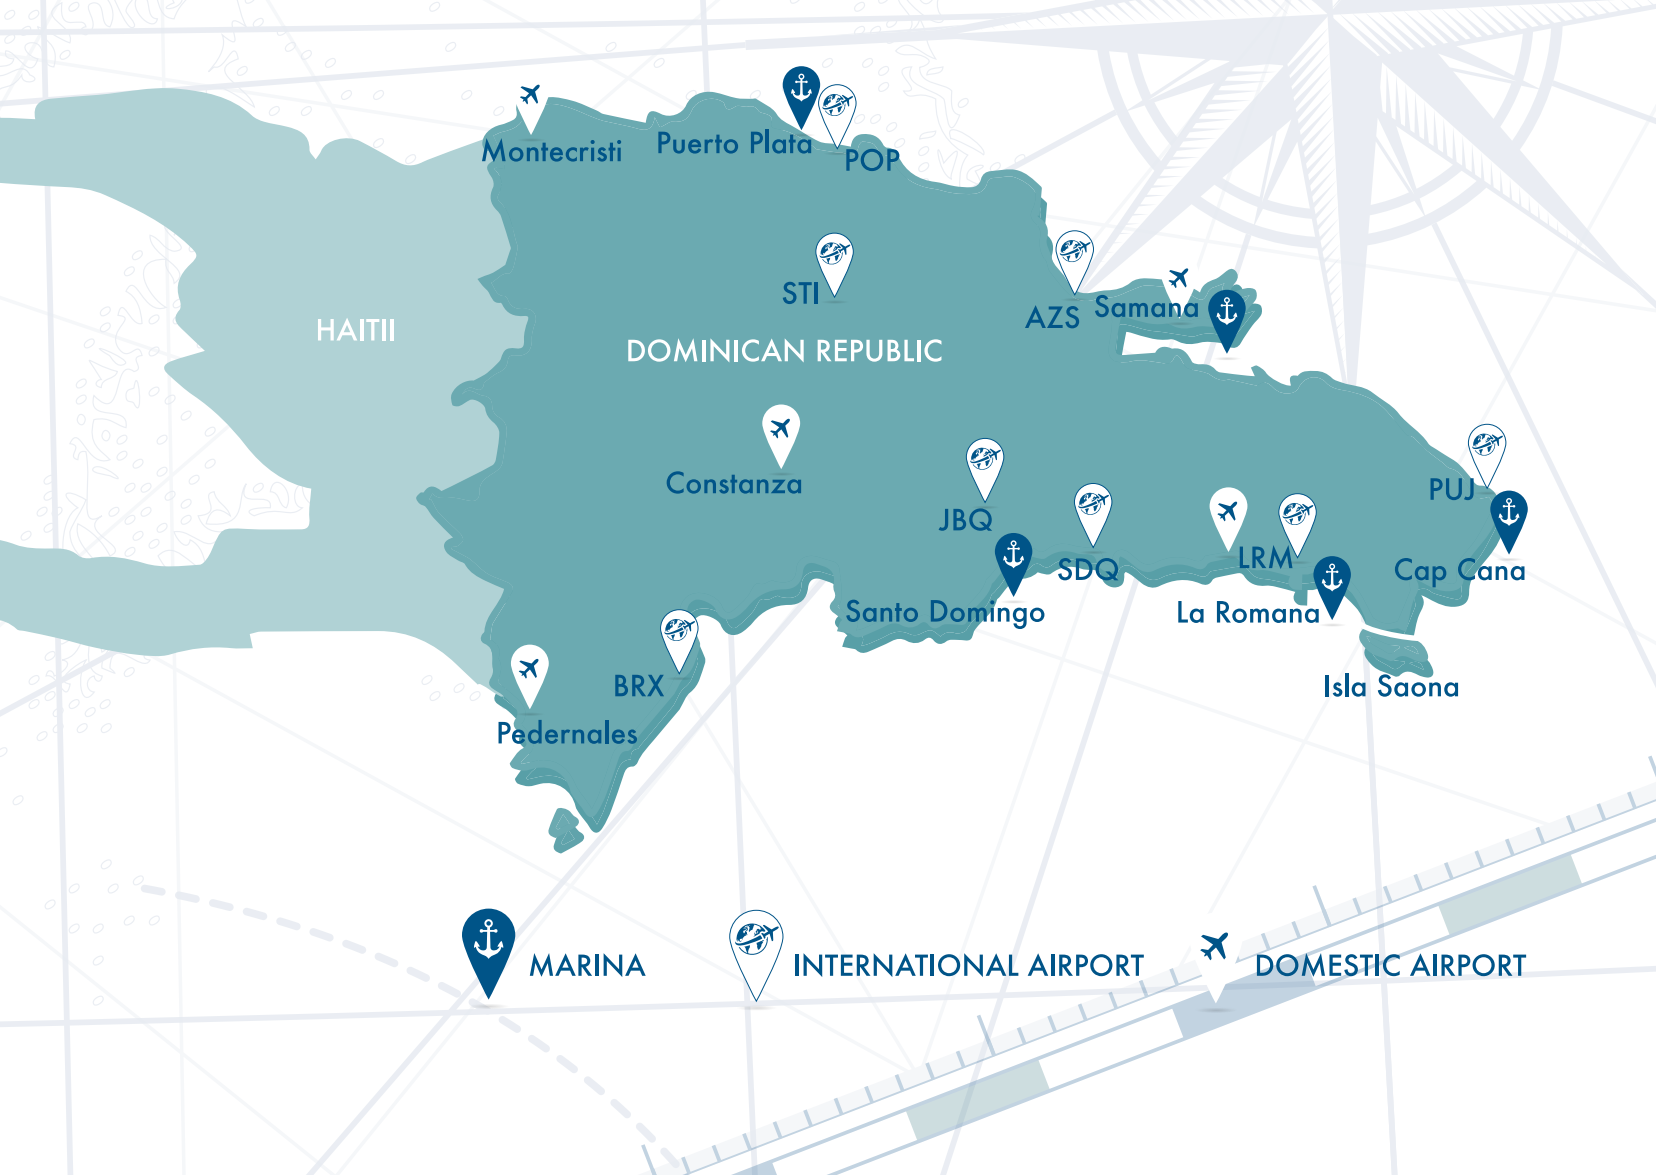 Montecristi
Puerto Plata
POP
STI
AZS
Samana
HAITII
DOMINICAN REPUBLIC
Constanza
JBQ
PUJ
SDQ
LRM
Cap Cana
Santo Domingo
La Romana
BRX
Isla Saona
Pedernales
MARINA
INTERNATIONAL AIRPORT
DOMESTIC AIRPORT